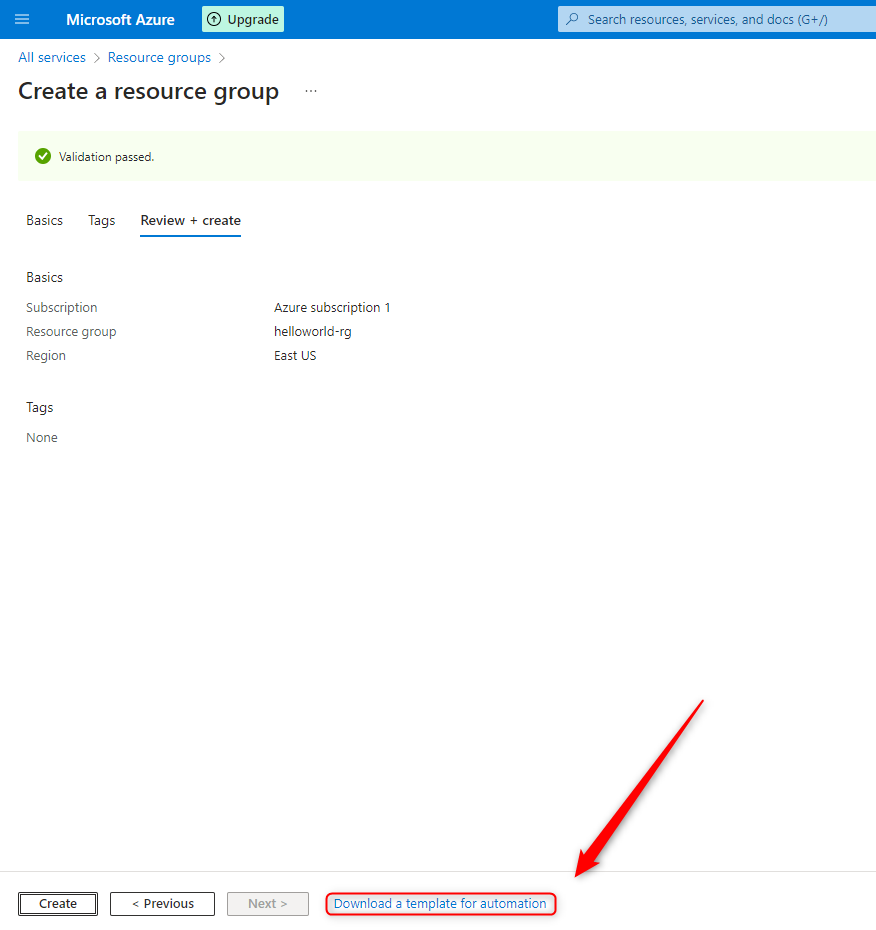 Microsoft Azure Upgrade Search resources, services, and docs (G+/)
All services > Resource groups >
Create a resource group ...
Validation passed.
Basics Tags Review + create
Basics
Subscription Azure subscription 1
Resource group helloworld-rg
Region East US
Tags
None
Create < Previous Next > Download a template for automation